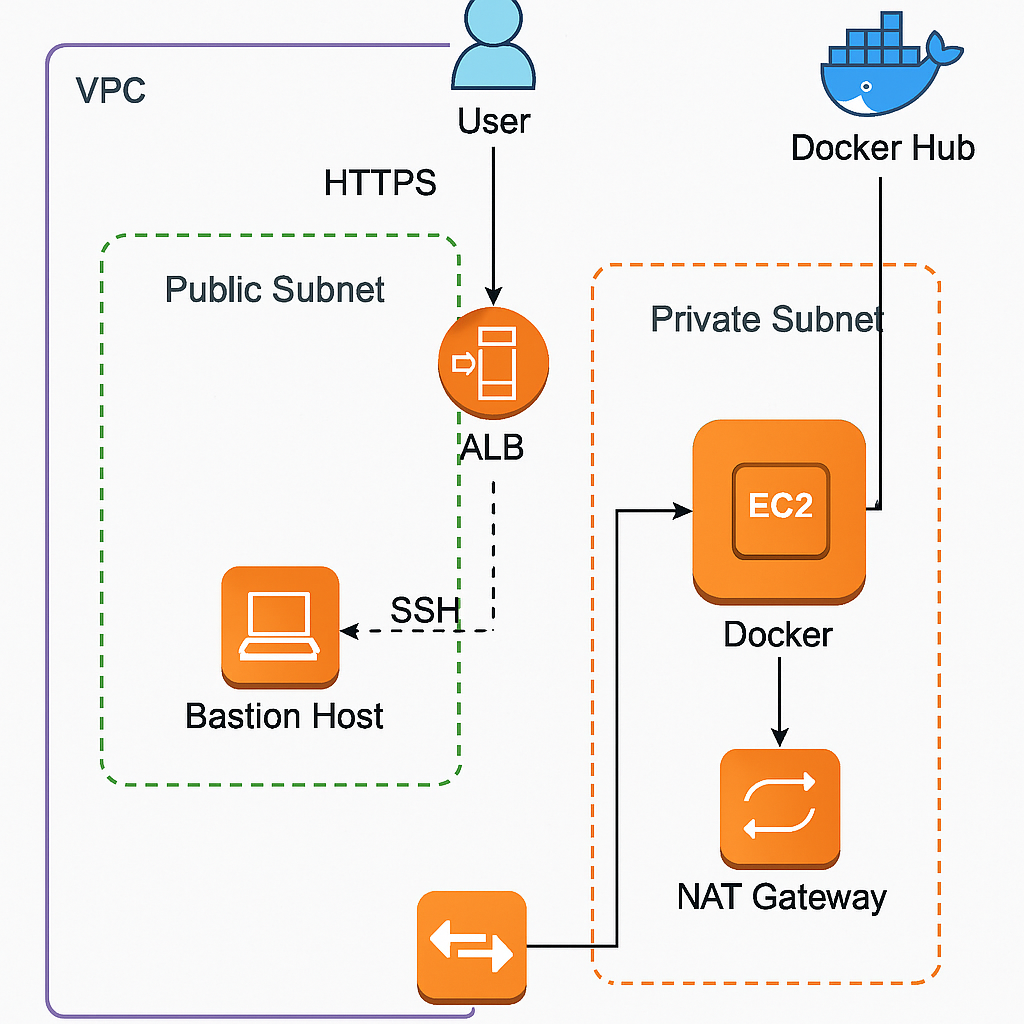 VPC
User
Docker Hub
HTTPS
Public Subnet
Private Subnet
ALB
EC2
SSH
Docker
Bastion Host
NAT Gateway